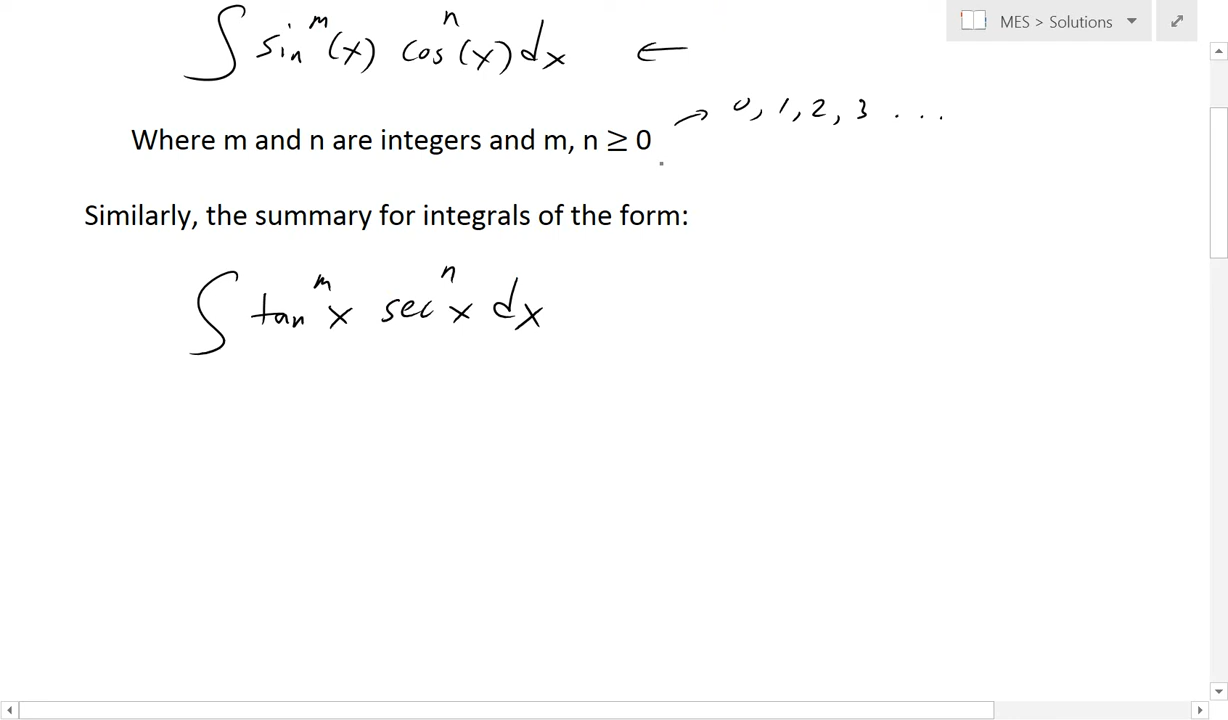 MES > Solutions
∫ sin^m (x) cos^n (x) dx ←
→ 0, 1, 2, 3 ...
Where m and n are integers and m, n ≥ 0
Similarly, the summary for integrals of the form:
∫ tan^m x sec^n x dx